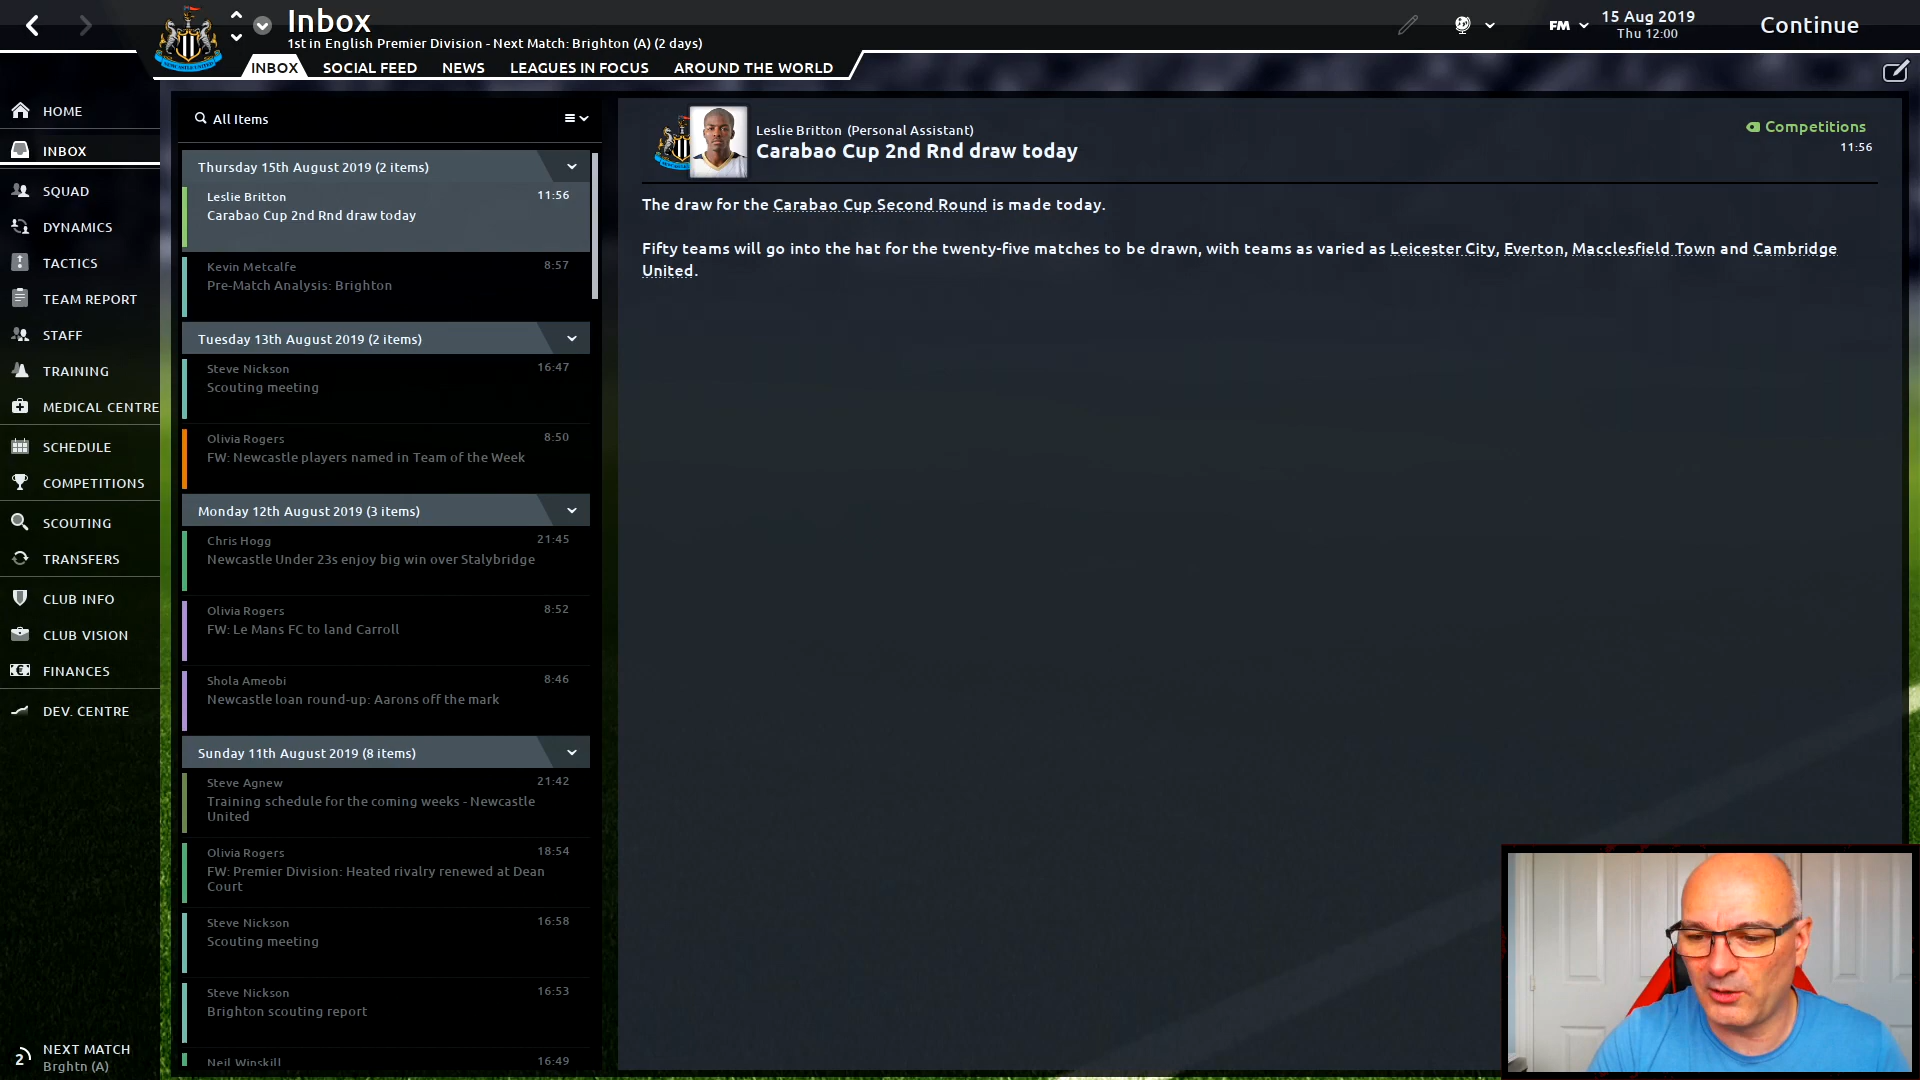 Inbox
1st in English Premier Division - Next Match: Brighton (A) (2 days)
FM
15 Aug 2019
Thu 12:00
Continue
INBOX
SOCIAL FEED
NEWS
LEAGUES IN FOCUS
AROUND THE WORLD
HOME
INBOX
SQUAD
DYNAMICS
TACTICS
TEAM REPORT
STAFF
TRAINING
MEDICAL CENTRE
SCHEDULE
COMPETITIONS
SCOUTING
TRANSFERS
CLUB INFO
CLUB VISION
FINANCES
DEV. CENTRE
2
NEXT MATCH
Brghtn (A)
All Items
Thursday 15th August 2019 (2 items)
Leslie Britton 11:56
Carabao Cup 2nd Rnd draw today
Kevin Metcalfe 8:57
Pre-Match Analysis: Brighton
Tuesday 13th August 2019 (2 items)
Steve Nickson 16:47
Scouting meeting
Olivia Rogers 8:50
FW: Newcastle players named in Team of the Week
Monday 12th August 2019 (3 items)
Chris Hogg 21:45
Newcastle Under 23s enjoy big win over Stalybridge
Olivia Rogers 8:52
FW: Le Mans FC to land Carroll
Shola Ameobi 8:46
Newcastle loan round-up: Aarons off the mark
Sunday 11th August 2019 (8 items)
Steve Agnew 21:42
Training schedule for the coming weeks - Newcastle
United
Olivia Rogers 18:54
FW: Premier Division: Heated rivalry renewed at Dean
Court
Steve Nickson 16:58
Scouting meeting
Steve Nickson 16:53
Brighton scouting report
Neil Winskill 16:49
Leslie Britton (Personal Assistant)
Carabao Cup 2nd Rnd draw today
Competitions
11:56
The draw for the Carabao Cup Second Round is made today.
Fifty teams will go into the hat for the twenty-five matches to be drawn, with teams as varied as Leicester City, Everton, Macclesfield Town and Cambridge
United.